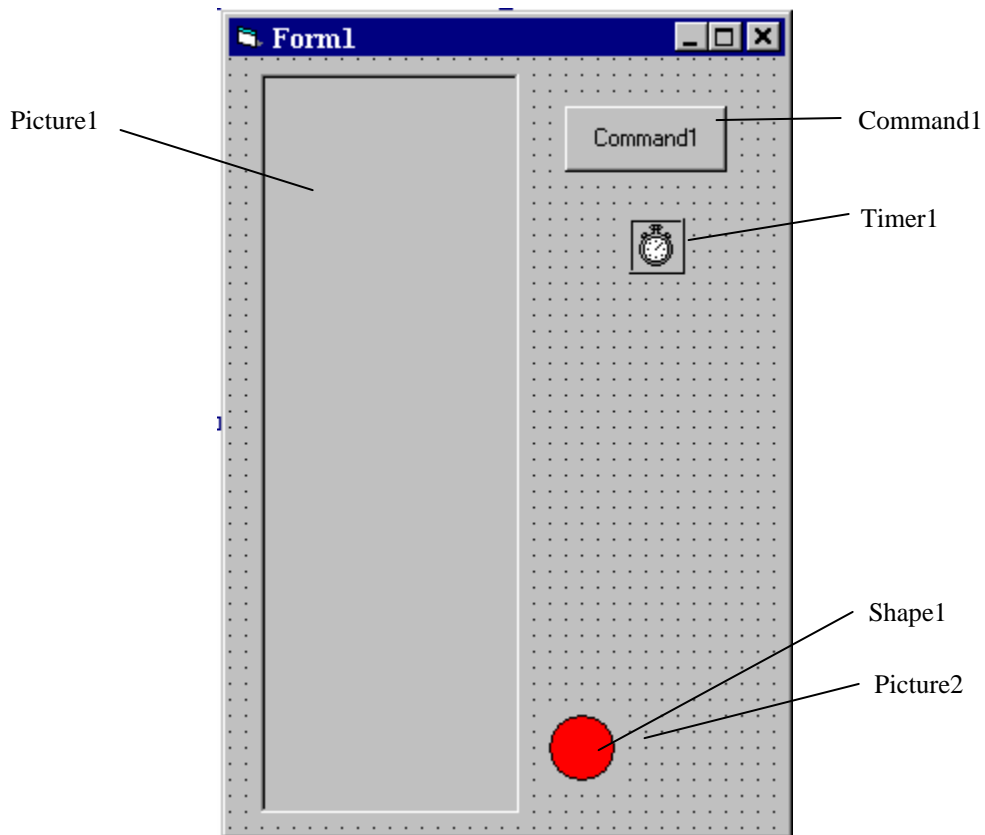 Form1
Picture1
Command1
Command1
Timer1
Shape1
Picture2